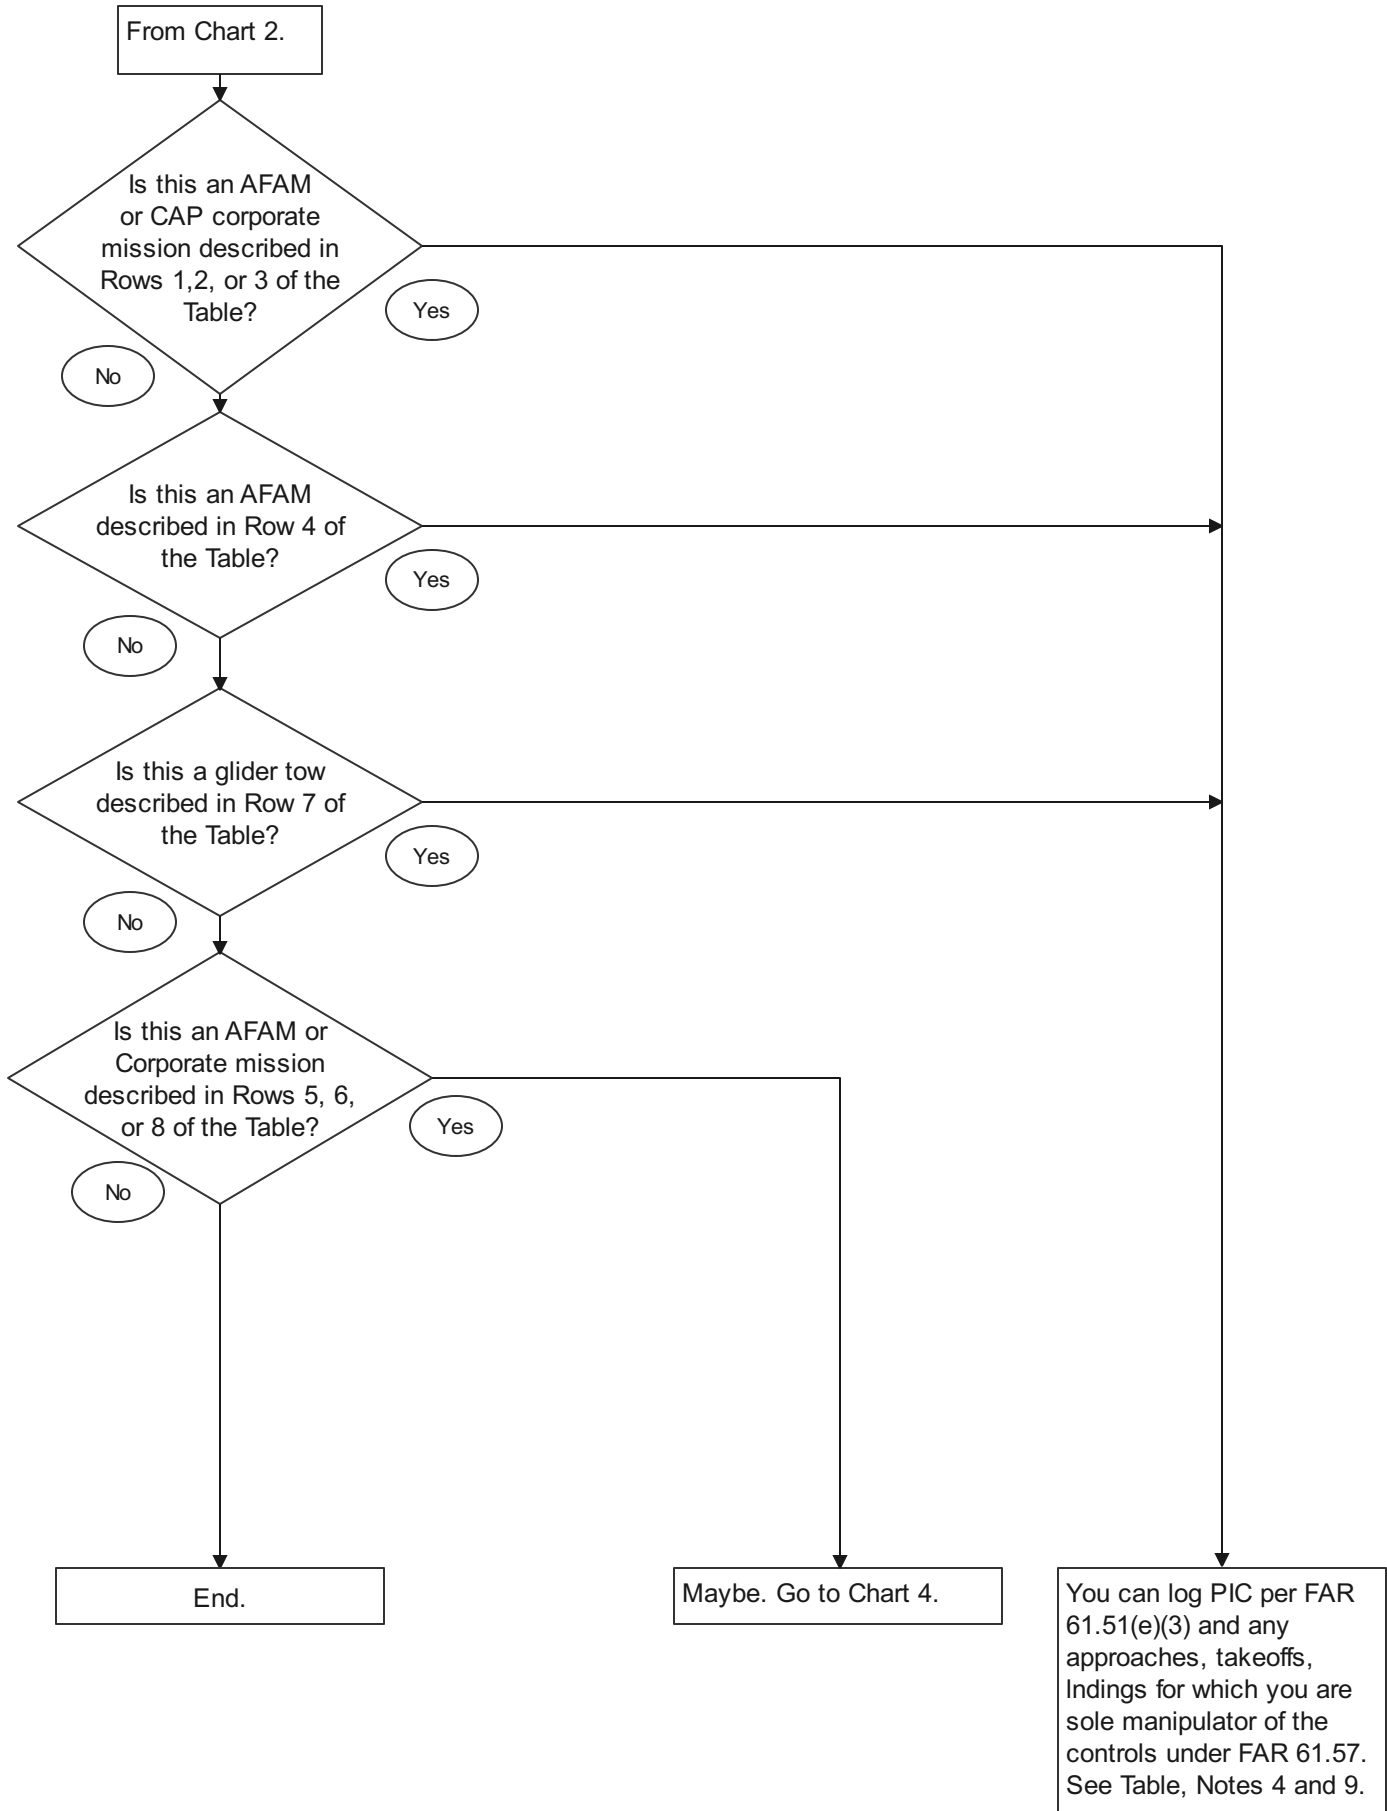 From Chart 2.
Is this an AFAM
or CAP corporate
mission described in
Rows 1,2, or 3 of the
Table?
Yes
No
Is this an AFAM
described in Row 4 of
the Table?
Yes
No
Is this a glider tow
described in Row 7 of
the Table?
Yes
No
Is this an AFAM or
Corporate mission
described in Rows 5, 6,
or 8 of the Table?
Yes
No
End.
Maybe. Go to Chart 4.
You can log PIC per FAR
61.51(e)(3) and any
approaches, takeoffs,
lndings for which you are
sole manipulator of the
controls under FAR 61.57.
See Table, Notes 4 and 9.